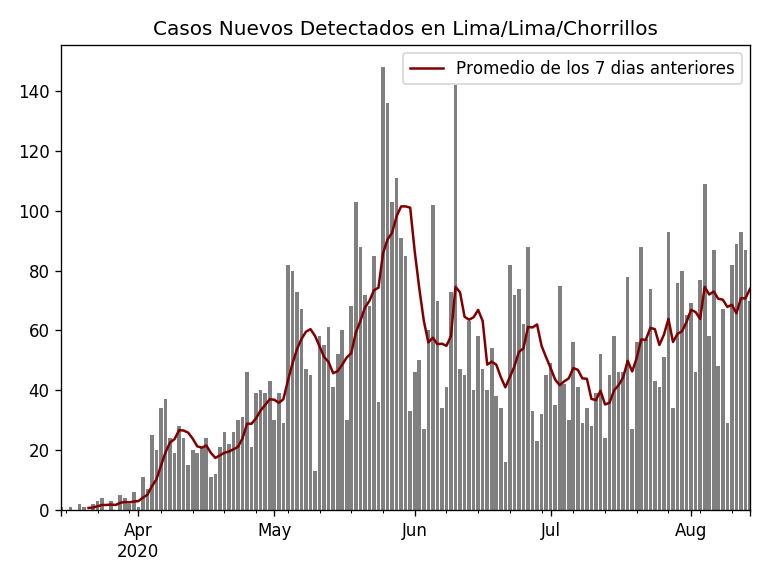 Casos Nuevos Detectados en Lima/Lima/Chorrillos
Promedio de los 7 dias anteriores
140
120
100
80
60
40
20
0
Apr
2020
May
Jun
Jul
Aug